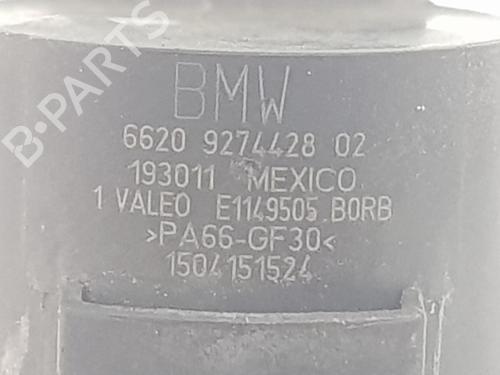 B-PARTS
BMW
6620 9274428 02
193011 MEXICO
1 VALEO E1149505 B0RB
>PA66-GF30<
1504151524